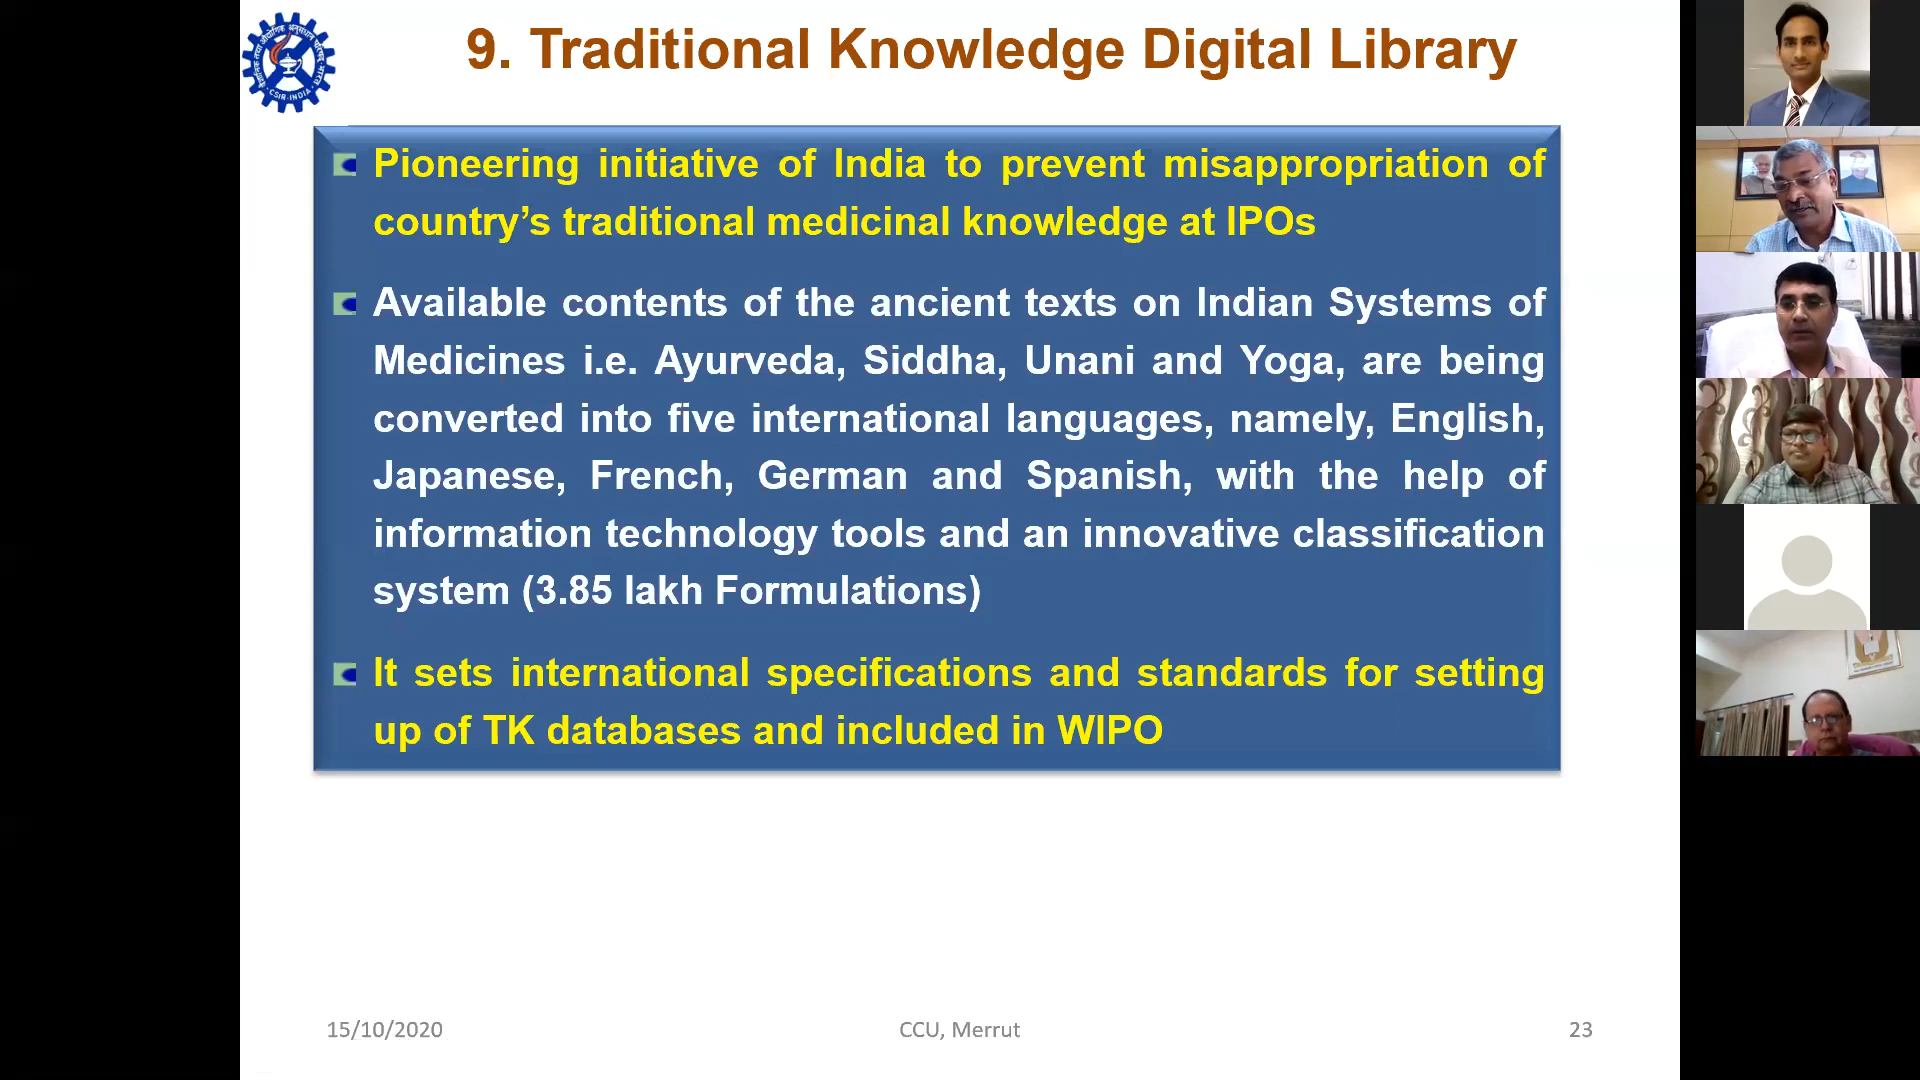 9. Traditional Knowledge Digital Library
CSIR-INDIA
Pioneering initiative of India to prevent misappropriation of
country’s traditional medicinal knowledge at IPOs
Available contents of the ancient texts on Indian Systems of
Medicines i.e. Ayurveda, Siddha, Unani and Yoga, are being
converted into five international languages, namely, English,
Japanese, French, German and Spanish, with the help of
information technology tools and an innovative classification
system (3.85 lakh Formulations)
It sets international specifications and standards for setting
up of TK databases and included in WIPO
15/10/2020
CCU, Merrut
23